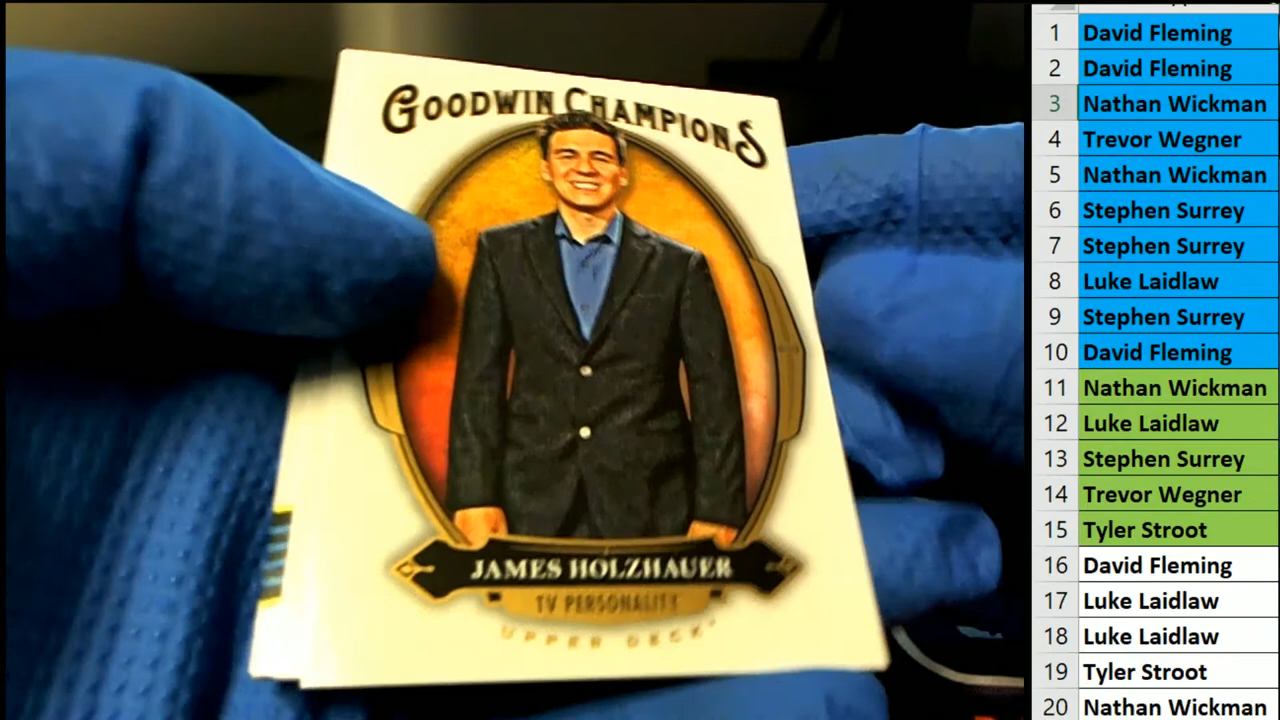 GOODWIN CHAMPIONS
JAMES HOLZHAUER
TV PERSONALITY
UPPER DECK
1 David Fleming
2 David Fleming
3 Nathan Wickman
4 Trevor Wegner
5 Nathan Wickman
6 Stephen Surrey
7 Stephen Surrey
8 Luke Laidlaw
9 Stephen Surrey
10 David Fleming
11 Nathan Wickman
12 Luke Laidlaw
13 Stephen Surrey
14 Trevor Wegner
15 Tyler Stroot
16 David Fleming
17 Luke Laidlaw
18 Luke Laidlaw
19 Tyler Stroot
20 Nathan Wickman